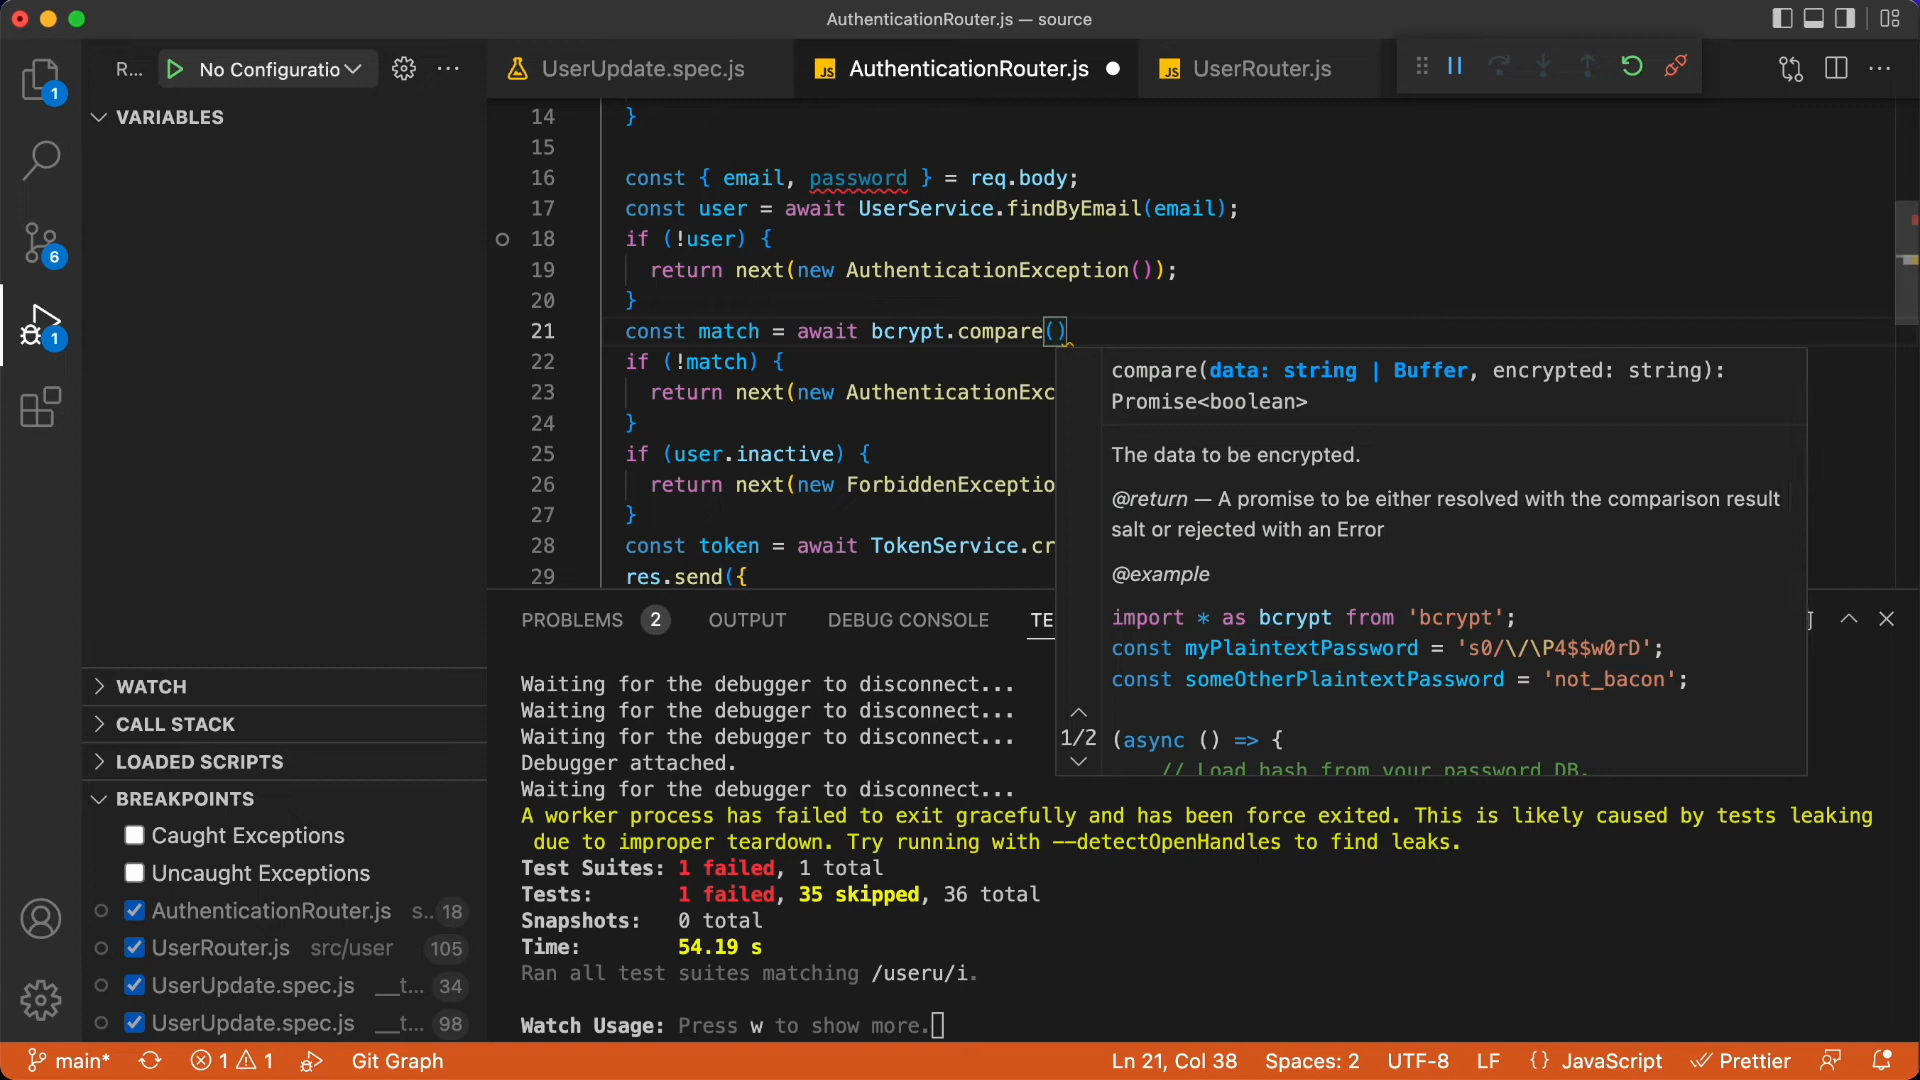 AuthenticationRouter.js — source
R...
No Configuratio
UserUpdate.spec.js
AuthenticationRouter.js
UserRouter.js
VARIABLES
14 }
15
16 const { email, password } = req.body;
17 const user = await UserService.findByEmail(email);
18 if (!user) {
19 return next(new AuthenticationException());
20 }
21 const match = await bcrypt.compare()
22 if (!match) {
23 return next(new AuthenticationExc
24 }
25 if (user.inactive) {
26 return next(new ForbiddenExceptio
27 }
28 const token = await TokenService.cr
29 res.send({
compare(data: string | Buffer, encrypted: string):
Promise<boolean>
The data to be encrypted.
@return — A promise to be either resolved with the comparison result
salt or rejected with an Error
@example
import * as bcrypt from 'bcrypt';
const myPlaintextPassword = 's0/\/\P4$$w0rD';
const someOtherPlaintextPassword = 'not_bacon';
1/2
(async () => {
// Load hash from your password DB.
PROBLEMS 2 OUTPUT DEBUG CONSOLE TE
Waiting for the debugger to disconnect...
Waiting for the debugger to disconnect...
Waiting for the debugger to disconnect...
Debugger attached.
Waiting for the debugger to disconnect...
A worker process has failed to exit gracefully and has been force exited. This is likely caused by tests leaking
due to improper teardown. Try running with --detectOpenHandles to find leaks.
Test Suites: 1 failed, 1 total
Tests: 1 failed, 35 skipped, 36 total
Snapshots: 0 total
Time: 54.19 s
Ran all test suites matching /useru/i.
Watch Usage: Press w to show more.
WATCH
CALL STACK
LOADED SCRIPTS
BREAKPOINTS
Caught Exceptions
Uncaught Exceptions
AuthenticationRouter.js s.. 18
UserRouter.js src/user 105
UserUpdate.spec.js __t... 34
UserUpdate.spec.js __t... 98
1
6
1
main* 1 1 Git Graph
Ln 21, Col 38 Spaces: 2 UTF-8 LF {} JavaScript Prettier